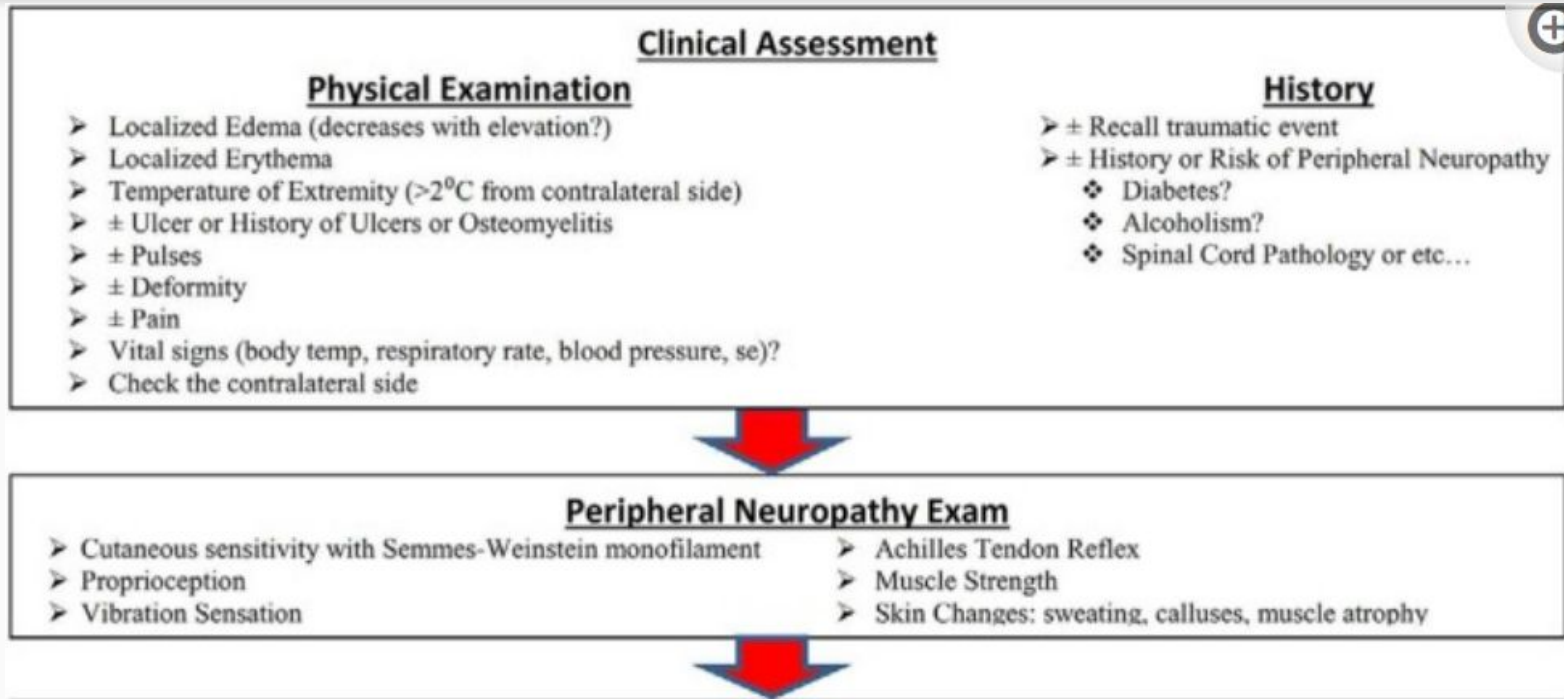 Clinical Assessment
Physical Examination
➢ Localized Edema (decreases with elevation?)
➢ Localized Erythema
➢ Temperature of Extremity (>2⁰C from contralateral side)
➢ ± Ulcer or History of Ulcers or Osteomyelitis
➢ ± Pulses
➢ ± Deformity
➢ ± Pain
➢ Vital signs (body temp, respiratory rate, blood pressure, se)?
➢ Check the contralateral side
History
➢ ± Recall traumatic event
➢ ± History or Risk of Peripheral Neuropathy
❖ Diabetes?
❖ Alcoholism?
❖ Spinal Cord Pathology or etc…
Peripheral Neuropathy Exam
➢ Cutaneous sensitivity with Semmes-Weinstein monofilament
➢ Proprioception
➢ Vibration Sensation
➢ Achilles Tendon Reflex
➢ Muscle Strength
➢ Skin Changes: sweating, calluses, muscle atrophy